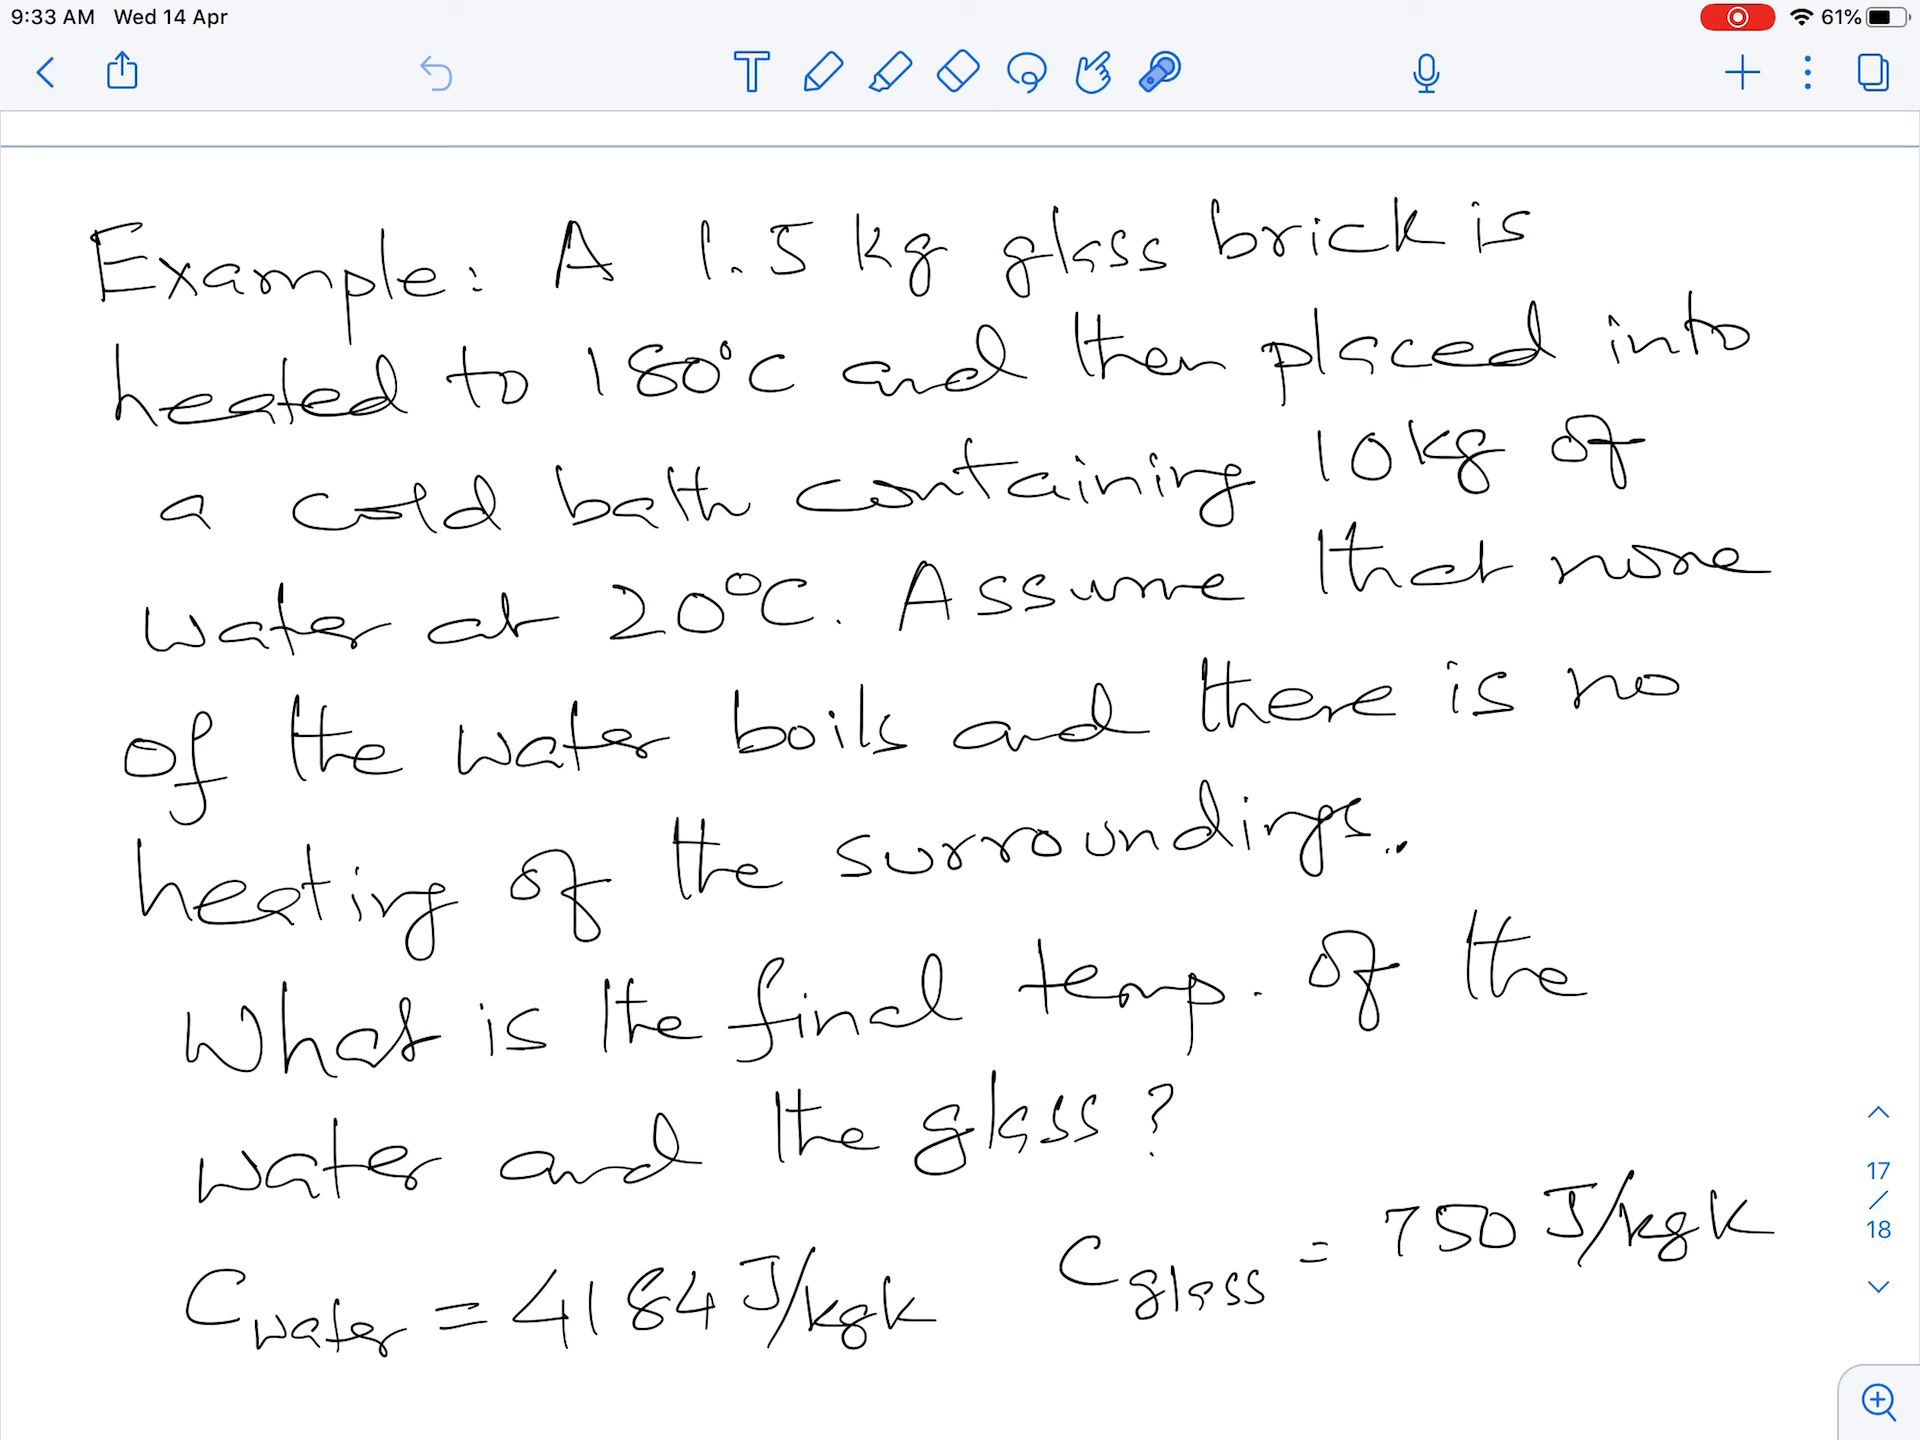 9:33 AM Wed 14 Apr
61%
T
Example: A 1.5 kg glass brick is
heated to 180°C and then placed into
a cold bath containing 10kg of
water at 20°C. Assume that none
of the water boils and there is no
heating of the surroundings.
What is the final temp. of the
water and the glass?
C water = 4184 J/kgK C glass = 750 J/kgK
17
/
18